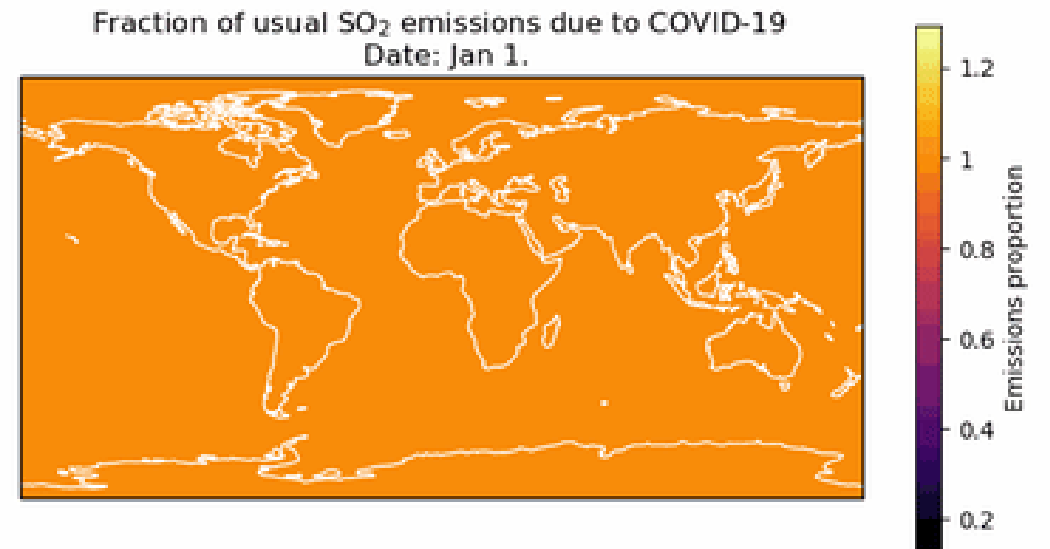 Fraction of usual SO₂ emissions due to COVID-19
Date: Jan 1.
1.2
1
0.8
0.6
0.4
0.2
Emissions proportion